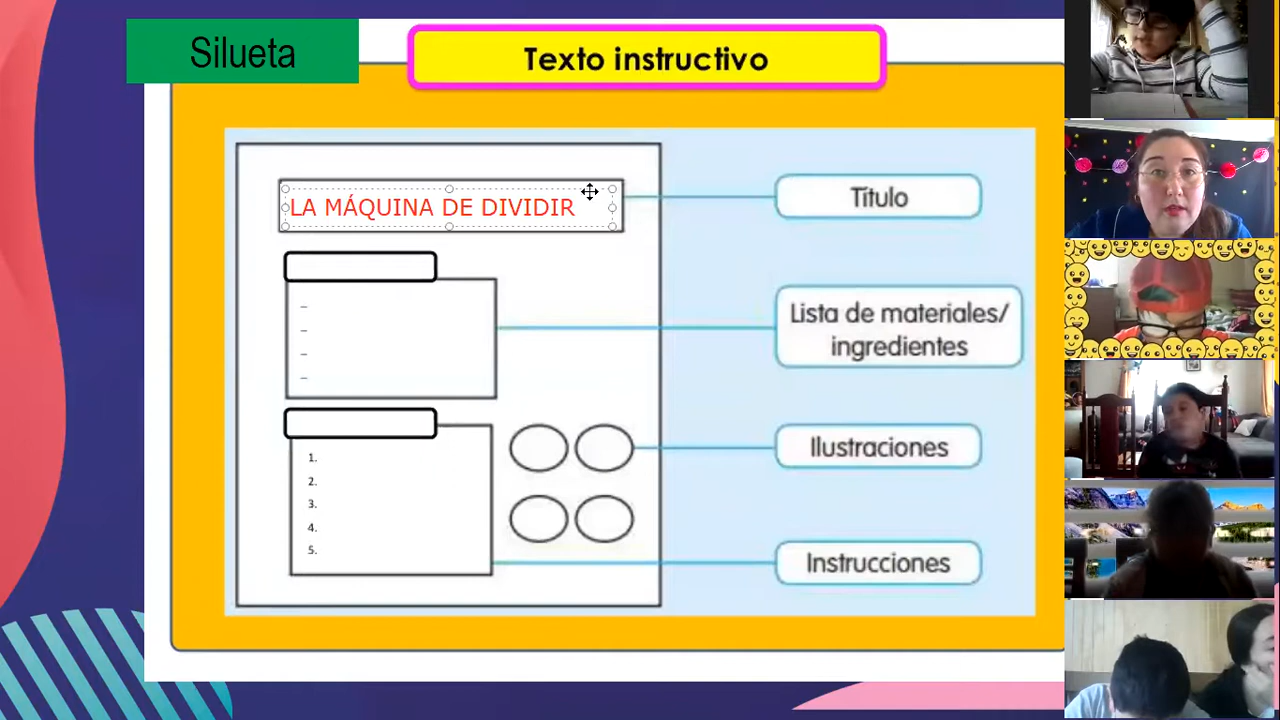 Silueta
Texto instructivo
LA MÁQUINA DE DIVIDIR
Título
–
–
–
–
Lista de materiales/
ingredientes
1.
2.
3.
4.
5.
Ilustraciones
Instrucciones